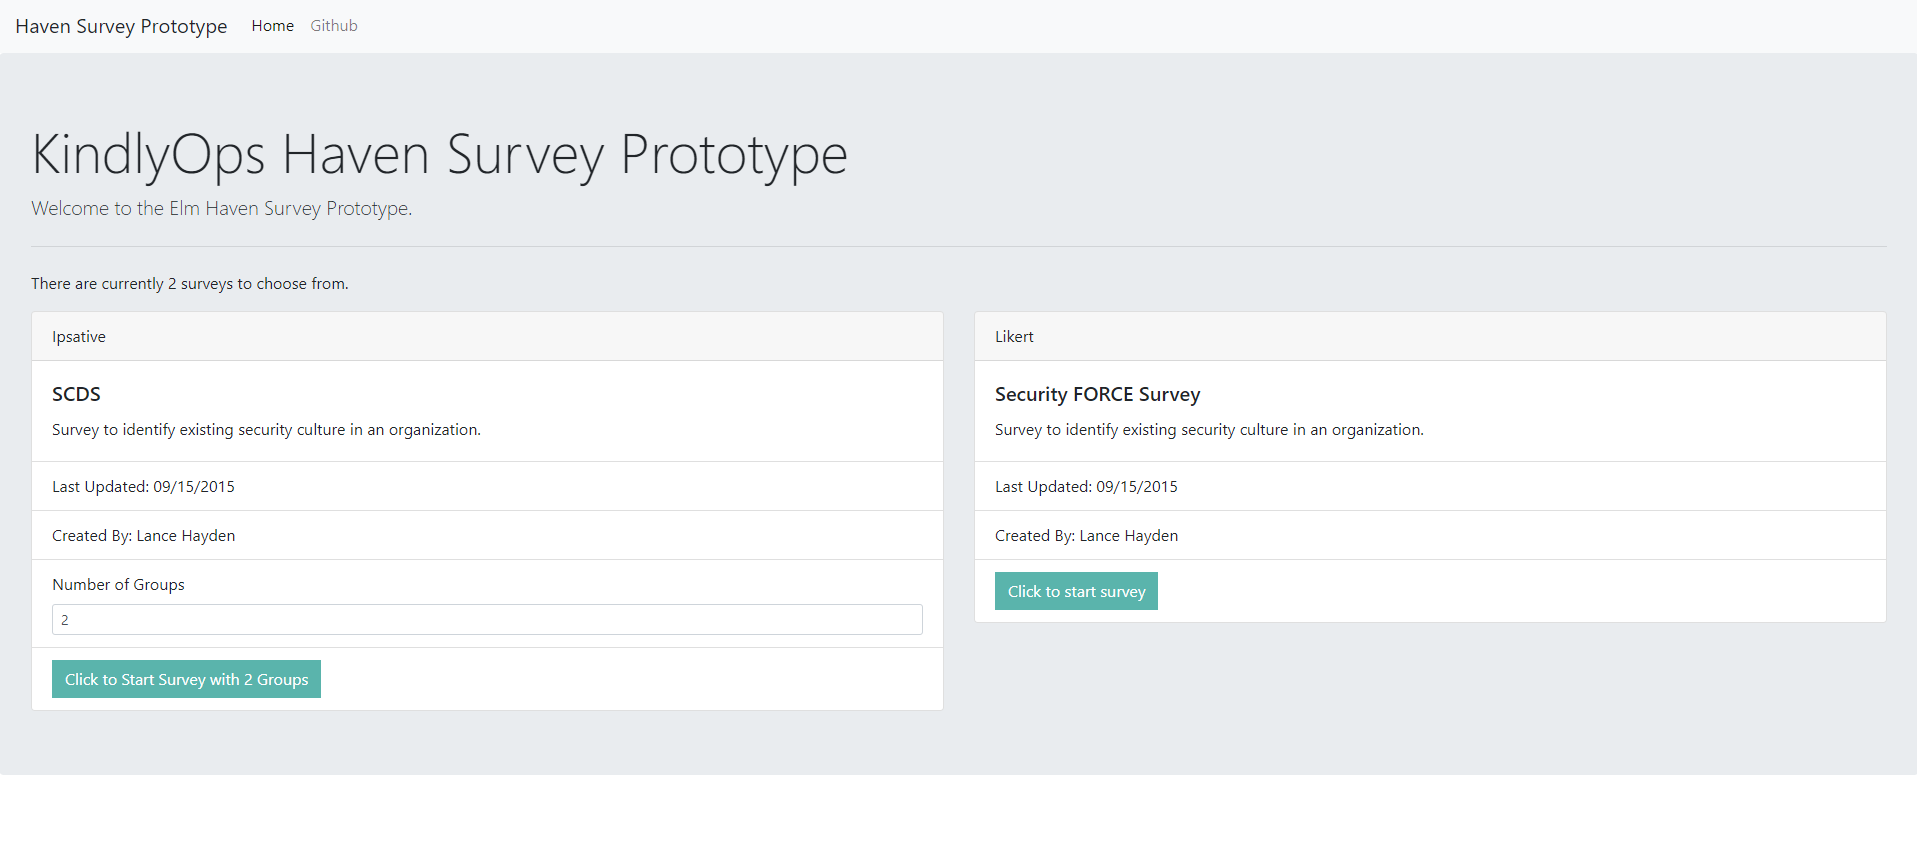 Haven Survey Prototype Home Github
KindlyOps Haven Survey Prototype
Welcome to the Elm Haven Survey Prototype.
There are currently 2 surveys to choose from.
Ipsative
SCDS
Survey to identify existing security culture in an organization.
Last Updated: 09/15/2015
Created By: Lance Hayden
Number of Groups
2
Click to Start Survey with 2 Groups
Likert
Security FORCE Survey
Survey to identify existing security culture in an organization.
Last Updated: 09/15/2015
Created By: Lance Hayden
Click to start survey